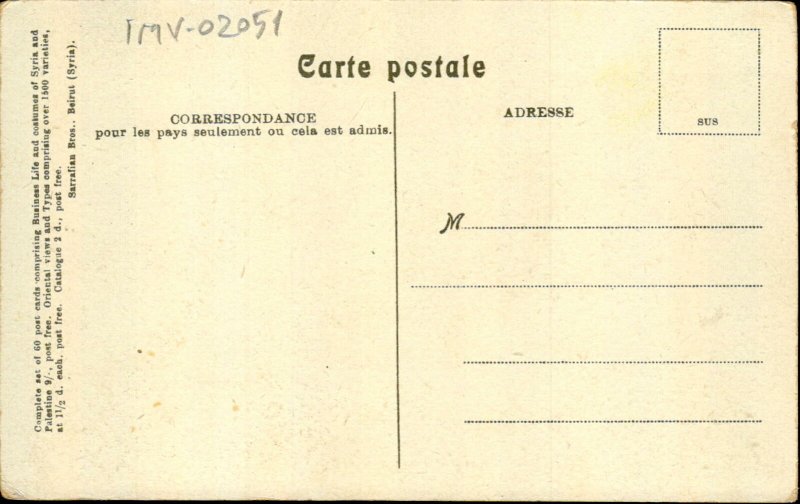 IMV-02051
Carte postale
CORRESPONDANCE
pour les pays seulement ou cela est admis.
ADRESSE
SUS
M
Complete set of 60 post cards comprising Business Life and costumes of Syria and
Palestine 9/-, post free. Oriental views and Types comprising over 1500 varieties,
at 11/2 d. each. post free. Catalogue 2 d., post free.
Sarrafian Bros.. Beirut (Syria).